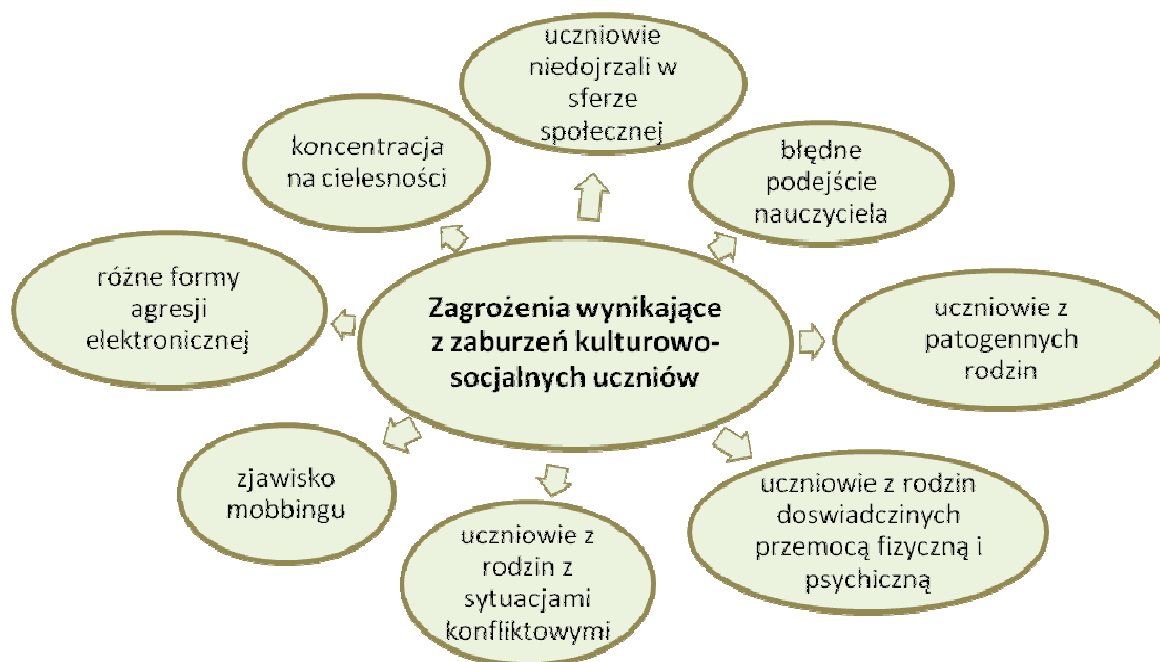 uczniowie
niedojrzali w
sferze
społecznej
koncentracja
na cielesności
błędne
podejście
nauczyciela
różne formy
agresji
elektronicznej
Zagrożenia wynikające
z zaburzeń kulturowo-
socjalnych uczniów
uczniowie z
patogennych
rodzin
zjawisko
mobbingu
uczniowie z
rodzin z
sytuacjami
konfliktowymi
uczniowie z rodzin
doswiadczinych
przemocą fizyczną i
psychiczną